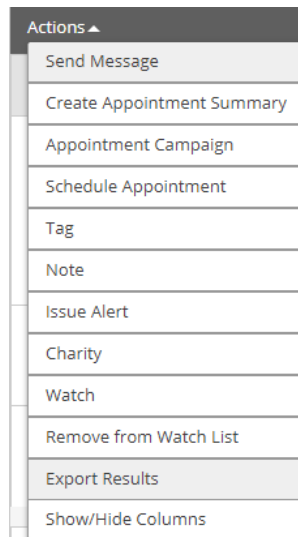 Actions▲
Send Message
Create Appointment Summary
Appointment Campaign
Schedule Appointment
Tag
Note
Issue Alert
Charity
Watch
Remove from Watch List
Export Results
Show/Hide Columns